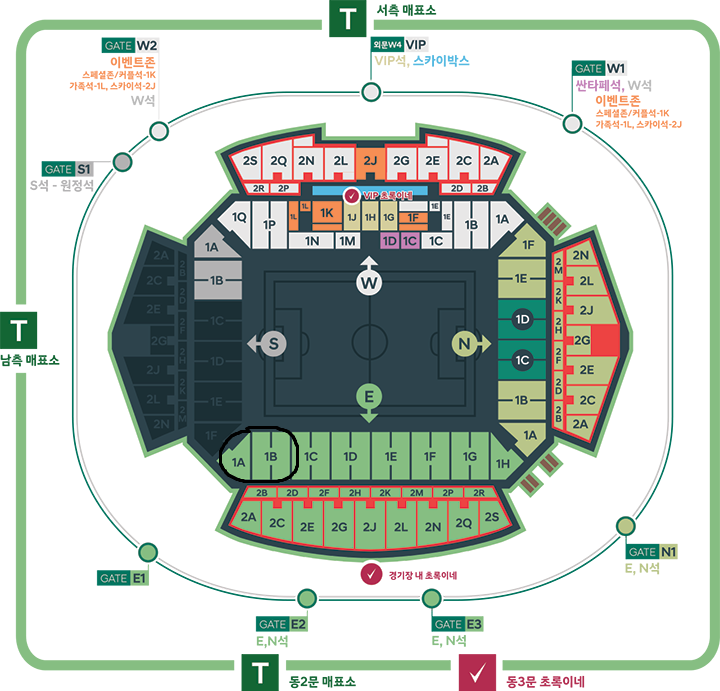 T 서측 매표소
GATE W2
이벤트존
스페셜존/커플석-1K
가족석-1L, 스카이석-2J
W석
외문W4 VIP
VIP석, 스카이박스
GATE W1
싼타페석, W석
이벤트존
스페셜존/커플석-1K
가족석-1L, 스카이석-2J
GATE S1
S석 - 원정석
2S 2Q 2N 2L 2J 2G 2E 2C 2A
2R 2P 2D 2B
VIP 초록이네
1Q 1P 1L 1L 1K 1J 1H 1G 1F 1E 1E 1B 1A
1N 1M 1D 1C 1C
1A
1B
1C
1D
1E
1F
2A
2C
2E
2G
2J
2L
2N
2B
2D
2F
2H
2K
2M
W
S
N
E
1F
1E
1D
1C
1B
1A
2M
2K
2H
2F
2D
2B
2N
2L
2J
2G
2E
2C
2A
T
남측 매표소
1A 1B 1C 1D 1E 1F 1G 1H
2B 2D 2F 2H 2K 2M 2P 2R
2A 2C 2E 2G 2J 2L 2N 2Q 2S
경기장 내 초록이네
GATE E1
GATE E2
E,N석
GATE E3
E, N석
GATE N1
E, N석
T 동2문 매표소
동3문 초록이네